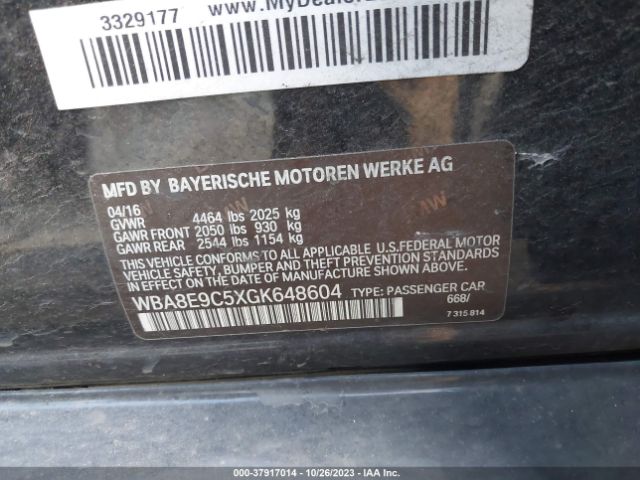 3329177
MFD BY BAYERISCHE MOTOREN WERKE AG
04/16
GVWR 4464 lbs 2025 kg
GAWR FRONT 2050 lbs 930 kg
GAWR REAR 2544 lbs 1154 kg
THIS VEHICLE CONFORMS TO ALL APPLICABLE U.S.FEDERAL MOTOR
VEHICLE SAFETY, BUMPER AND THEFT PREVENTION STANDARDS
IN EFFECT ON THE DATE OF MANUFACTURE SHOWN ABOVE.
WBA8E9C5XGK648604 TYPE: PASSENGER CAR
668/
7 315 814
000-37917014 - 10/26/2023 - IAA Inc.